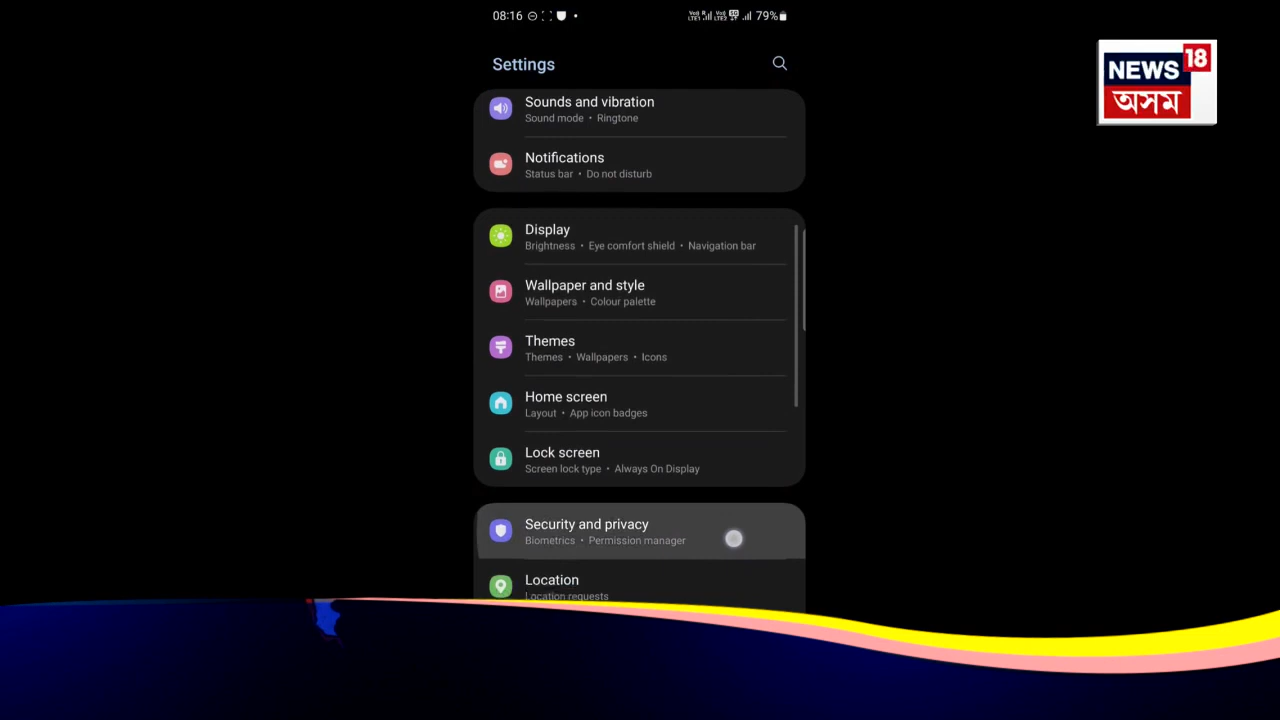 08:16
79%
Settings
Sounds and vibration
Sound mode • Ringtone
Notifications
Status bar • Do not disturb
Display
Brightness • Eye comfort shield • Navigation bar
Wallpaper and style
Wallpapers • Colour palette
Themes
Themes • Wallpapers • Icons
Home screen
Layout • App icon badges
Lock screen
Screen lock type • Always On Display
Security and privacy
Biometrics • Permission manager
Location
Location requests
NEWS 18
অসম